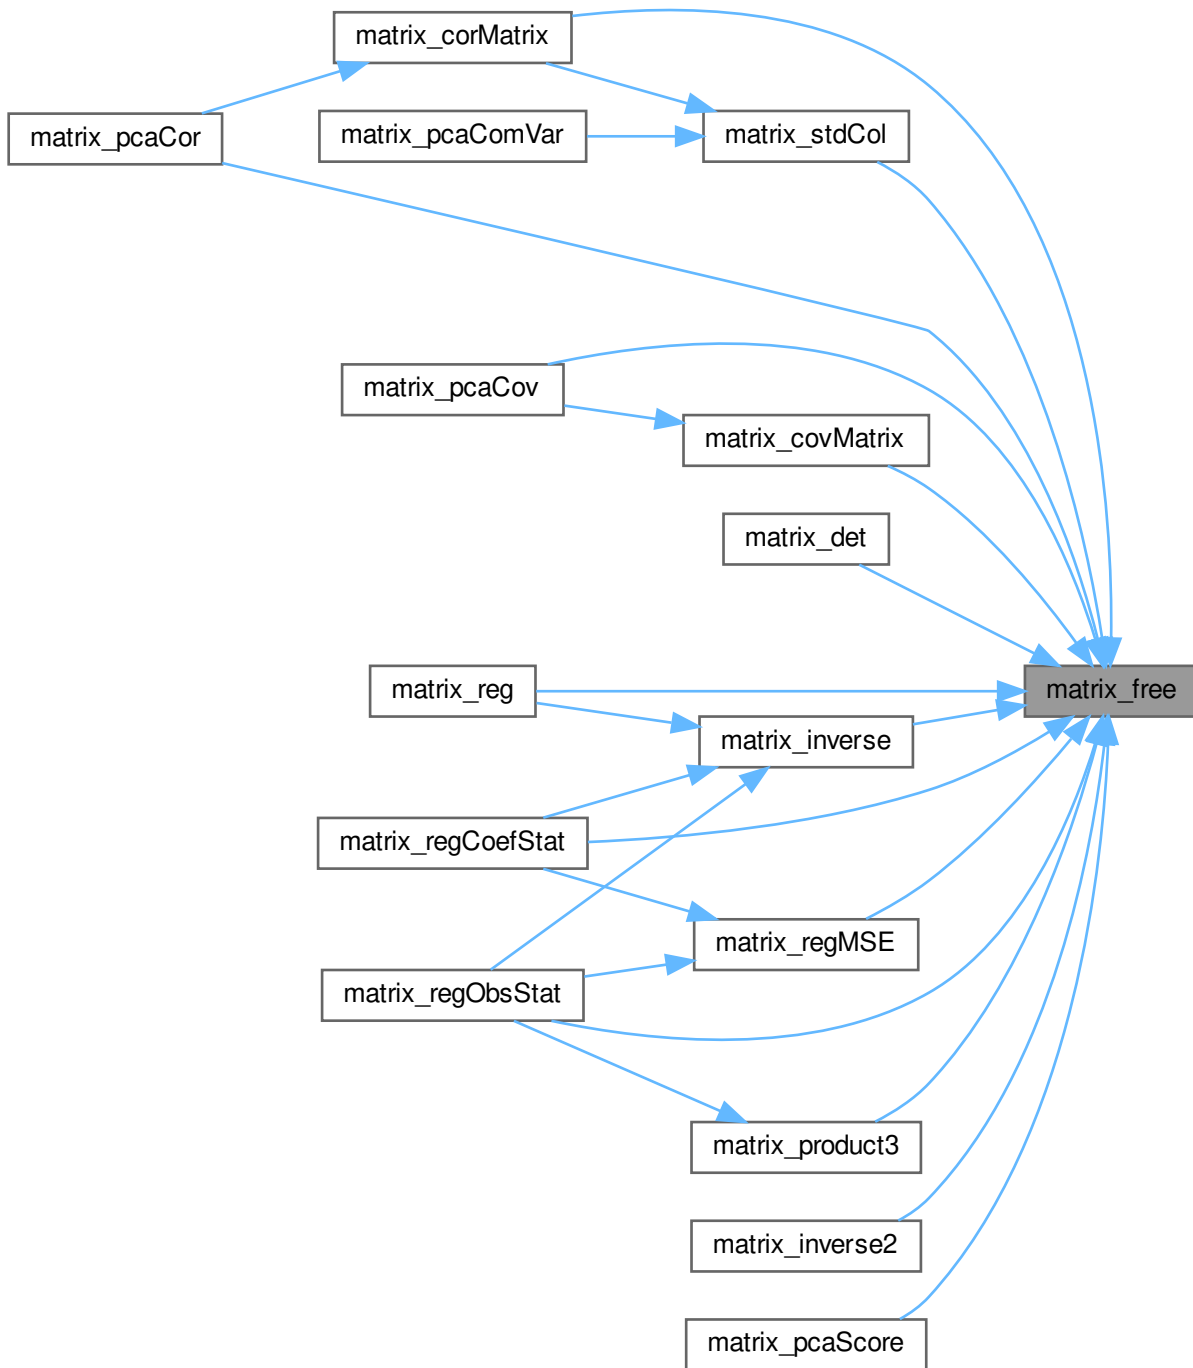 matrix_corMatrix
matrix_pcaCor
matrix_pcaComVar
matrix_stdCol
matrix_pcaCov
matrix_covMatrix
matrix_det
matrix_free
matrix_reg
matrix_inverse
matrix_regCoefStat
matrix_regMSE
matrix_regObsStat
matrix_product3
matrix_inverse2
matrix_pcaScore